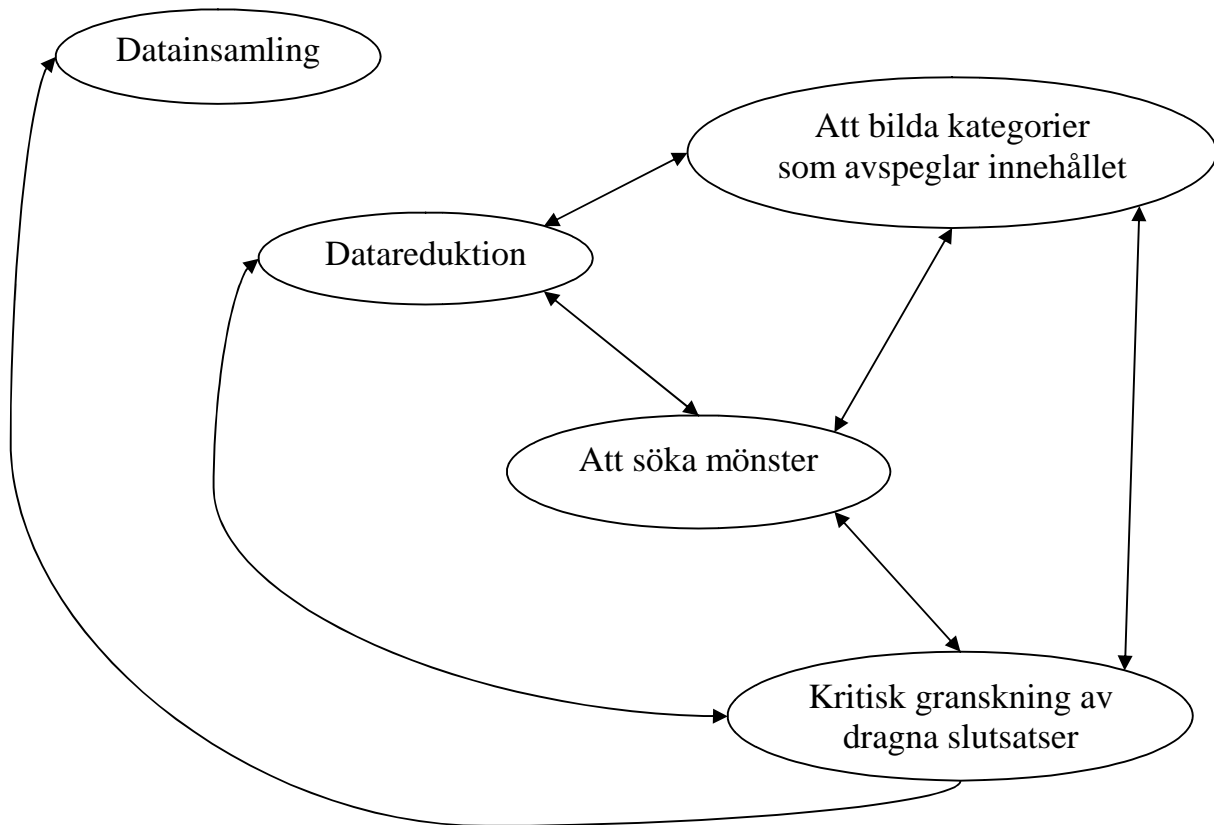 Datainsamling
Att bilda kategorier
som avspeglar innehållet
Datareduktion
Att söka mönster
Kritisk granskning av
dragna slutsatser